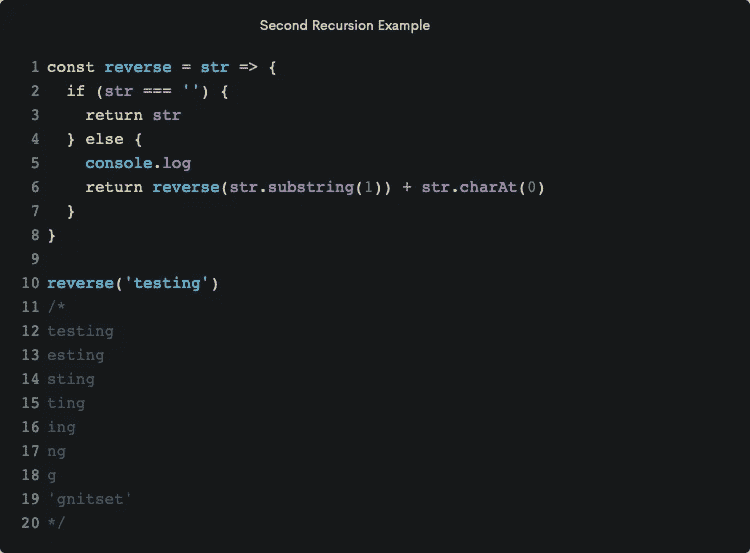 Second Recursion Example
1 const reverse = str => {
2   if (str === '') {
3     return str
4   } else {
5     console.log
6     return reverse(str.substring(1)) + str.charAt(0)
7   }
8 }
9
10 reverse('testing')
11 /*
12 testing
13 esting
14 sting
15 ting
16 ing
17 ng
18 g
19 'gnitset'
20 */